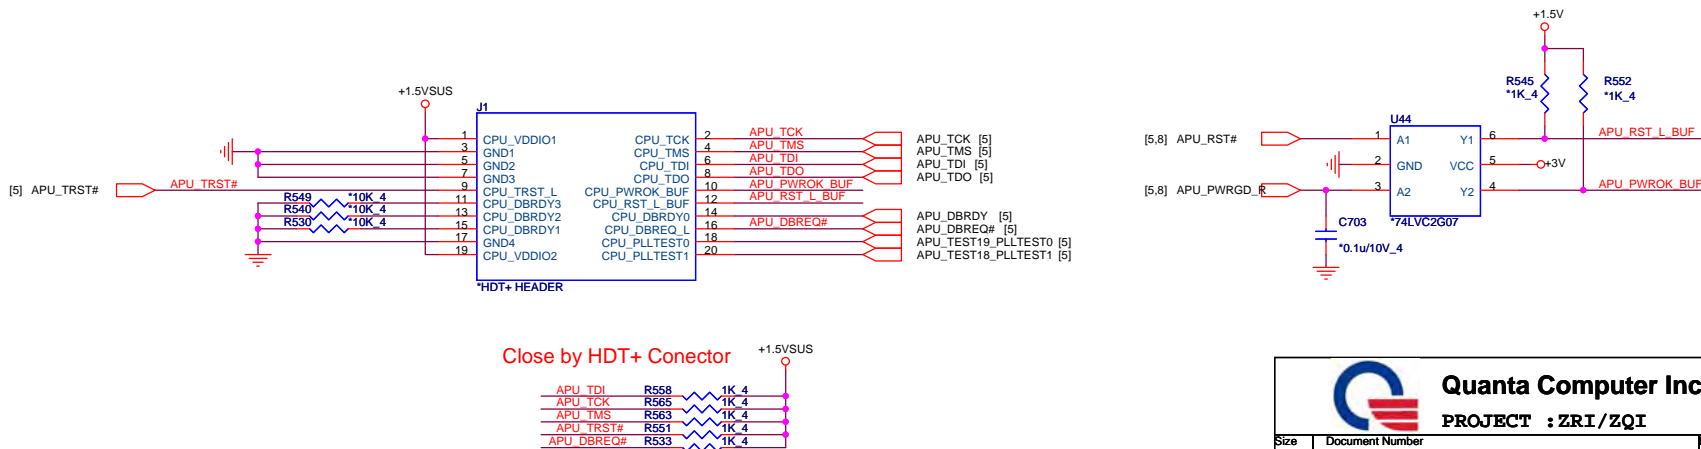 +1.5VSUS
J1
1 CPU_VDDIO1 CPU_TCK 2 APU_TCK APU_TCK [5]
3 GND1 CPU_TMS 4 APU_TMS APU_TMS [5]
5 GND2 CPU_TDI 6 APU_TDI APU_TDI [5]
7 GND3 CPU_TDO 8 APU_TDO APU_TDO [5]
[5] APU_TRST# APU_TRST# 9 CPU_TRST_L CPU_PWROK_BUF 10 APU_PWROK_BUF
R549 *10K_4 11 CPU_DBRDY3 CPU_RST_L_BUF 12 APU_RST_L_BUF
R540 *10K_4 13 CPU_DBRDY2 CPU_DBRDY0 14 APU_DBRDY [5]
R530 *10K_4 15 CPU_DBRDY1 CPU_DBREQ_L 16 APU_DBREQ# APU_DBREQ# [5]
17 GND4 CPU_PLLTEST0 18 APU_TEST19_PLLTEST0 [5]
19 CPU_VDDIO2 CPU_PLLTEST1 20 APU_TEST18_PLLTEST1 [5]
*HDT+ HEADER
+1.5V
R545
*1K_4
R552
*1K_4
U44
[5,8] APU_RST# 1 A1 Y1 6 APU_RST_L_BUF
2 GND VCC 5 +3V
[5,8] APU_PWRGD_R 3 A2 Y2 4 APU_PWROK_BUF
*74LVC2G07
C703
*0.1u/10V_4
Close by HDT+ Conector
+1.5VSUS
APU_TDI R558 1K_4
APU_TCK R565 1K_4
APU_TMS R563 1K_4
APU_TRST# R551 1K_4
APU_DBREQ# R533 1K_4
Quanta Computer Inc
PROJECT : ZRI/ZQI
Size Document Number